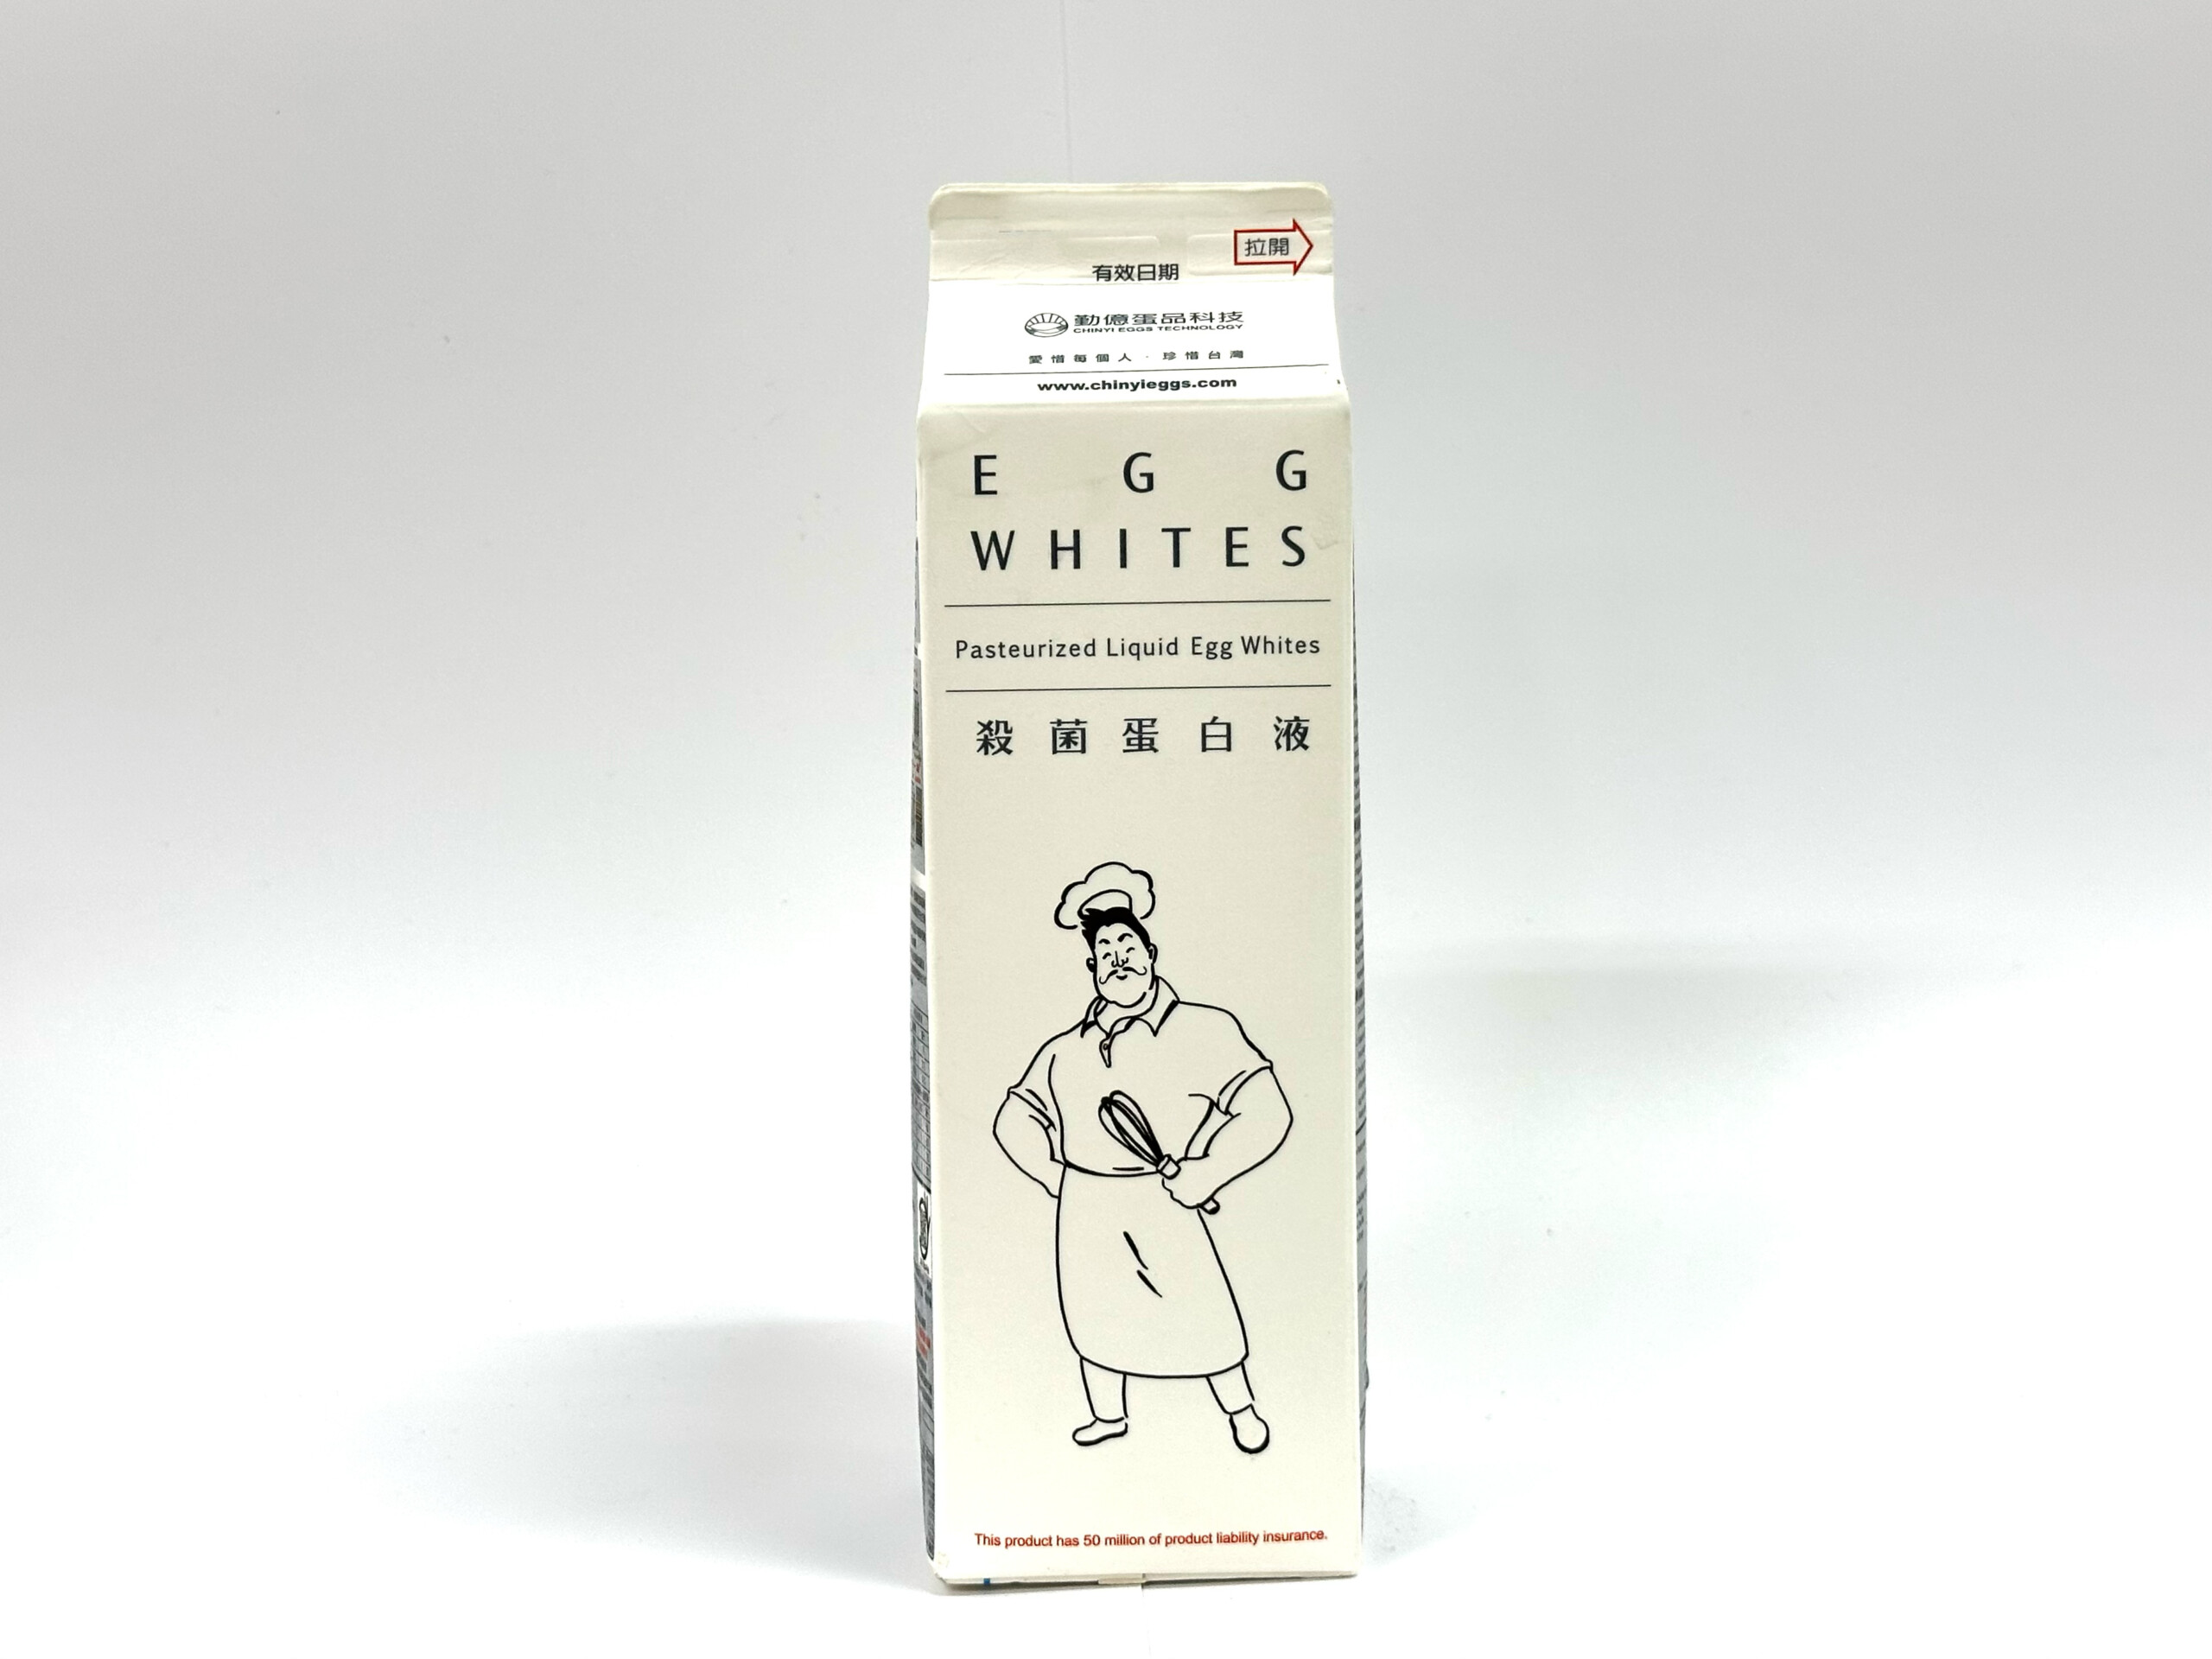 拉開
有效日期
勤億蛋品科技
CHINYI EGGS TECHNOLOGY
愛惜每個人·珍惜台灣
www.chinyieggs.com
E G G
WHITES
Pasteurized Liquid Egg Whites
殺菌蛋白液
This product has 50 million of product liability insurance.